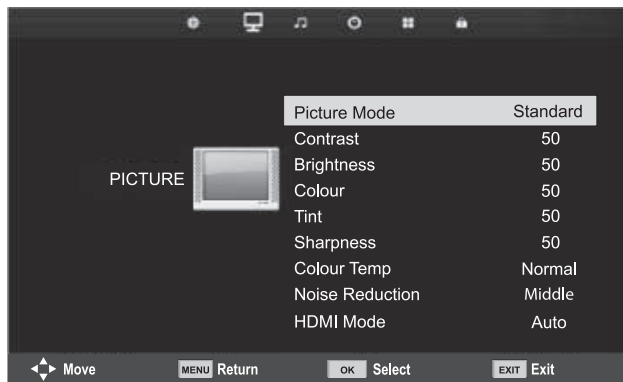 Picture Mode Standard
Contrast 50
Brightness 50
PICTURE
Colour 50
Tint 50
Sharpness 50
Colour Temp Normal
Noise Reduction Middle
HDMI Mode Auto
Move MENU Return OK Select EXIT Exit